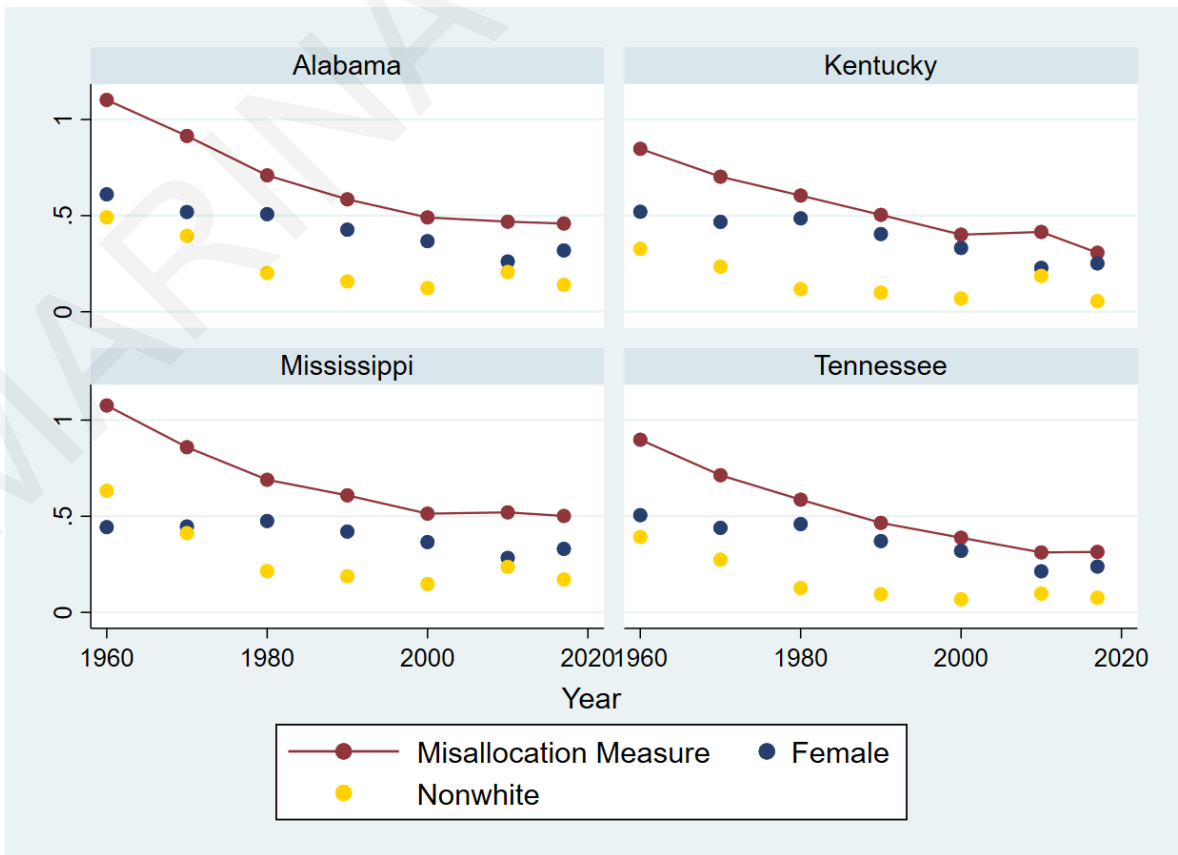 Alabama
Kentucky
1
.5
0
Mississippi
Tennessee
1
.5
0
1960 1980 2000 2020 1960 1980 2000 2020
Year
Misallocation Measure Female
Nonwhite
MARINA